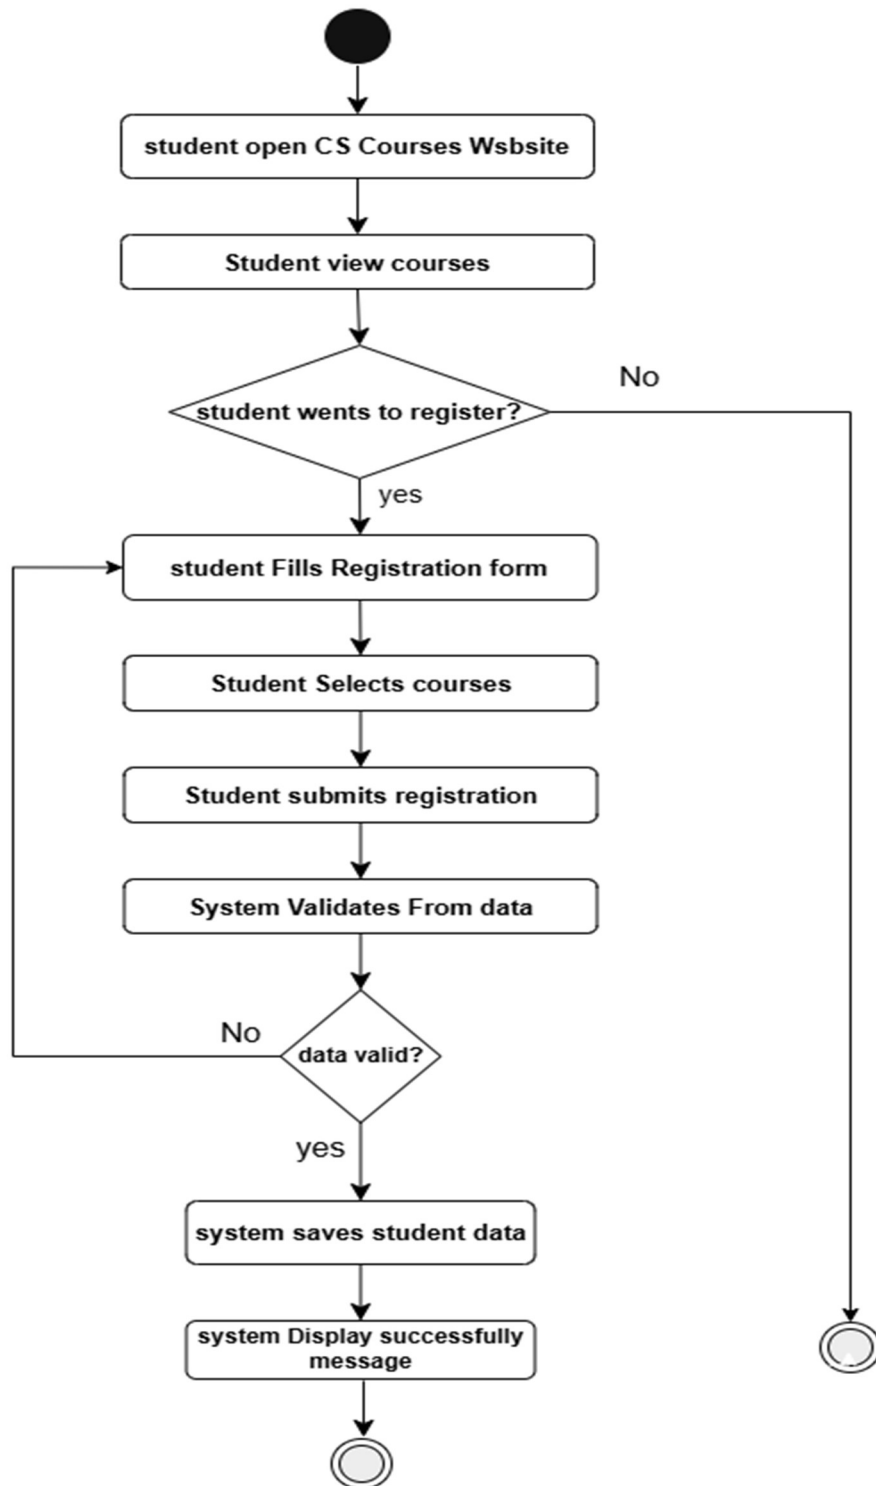 student open CS Courses Wsbsite
Student view courses
student wents to register?
No
yes
student Fills Registration form
Student Selects courses
Student submits registration
System Validates From data
No
data valid?
yes
system saves student data
system Display successfully
message